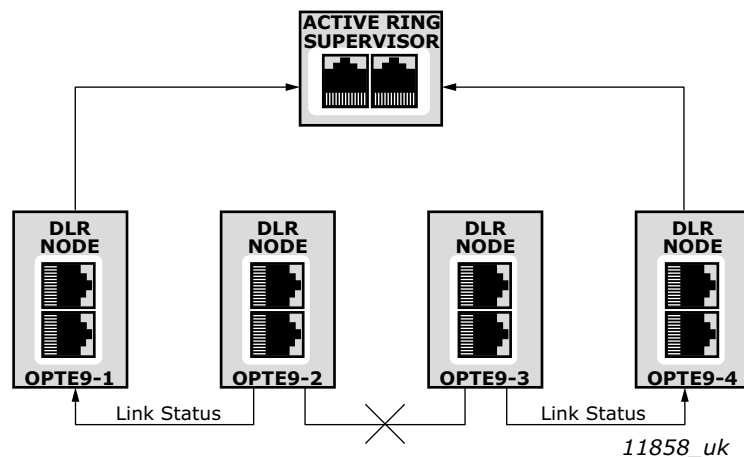 ACTIVE RING
SUPERVISOR
DLR
NODE
OPTE9-1
DLR
NODE
OPTE9-2
DLR
NODE
OPTE9-3
DLR
NODE
OPTE9-4
Link Status
Link Status
11858_uk